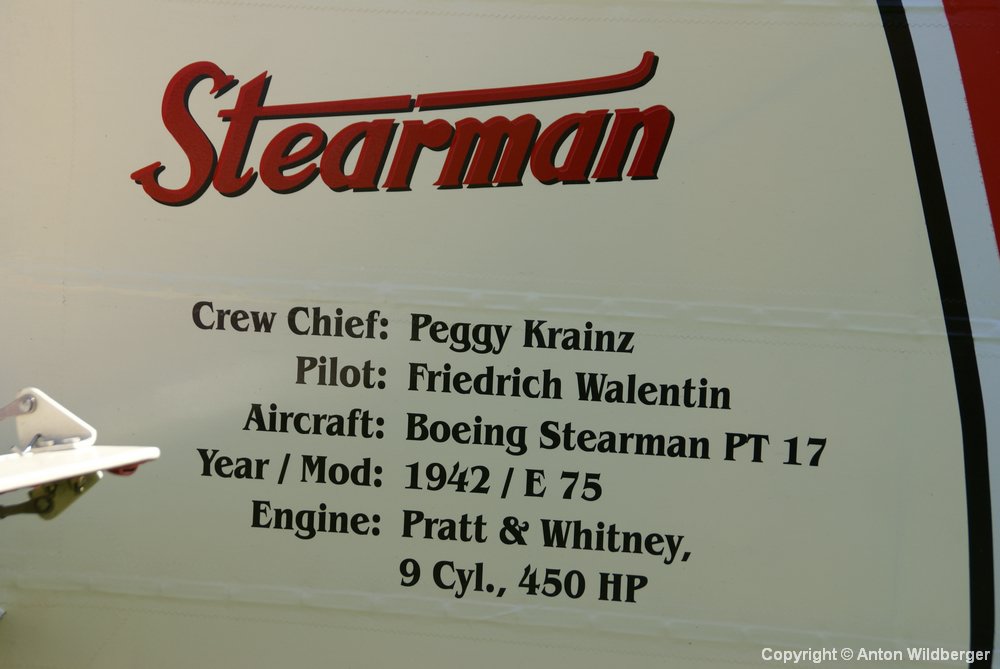 Stearman
Crew Chief: Peggy Krainz
Pilot: Friedrich Walentin
Aircraft: Boeing Stearman PT 17
Year / Mod: 1942 / E 75
Engine: Pratt & Whitney,
9 Cyl., 450 HP
Copyright © Anton Wildberger